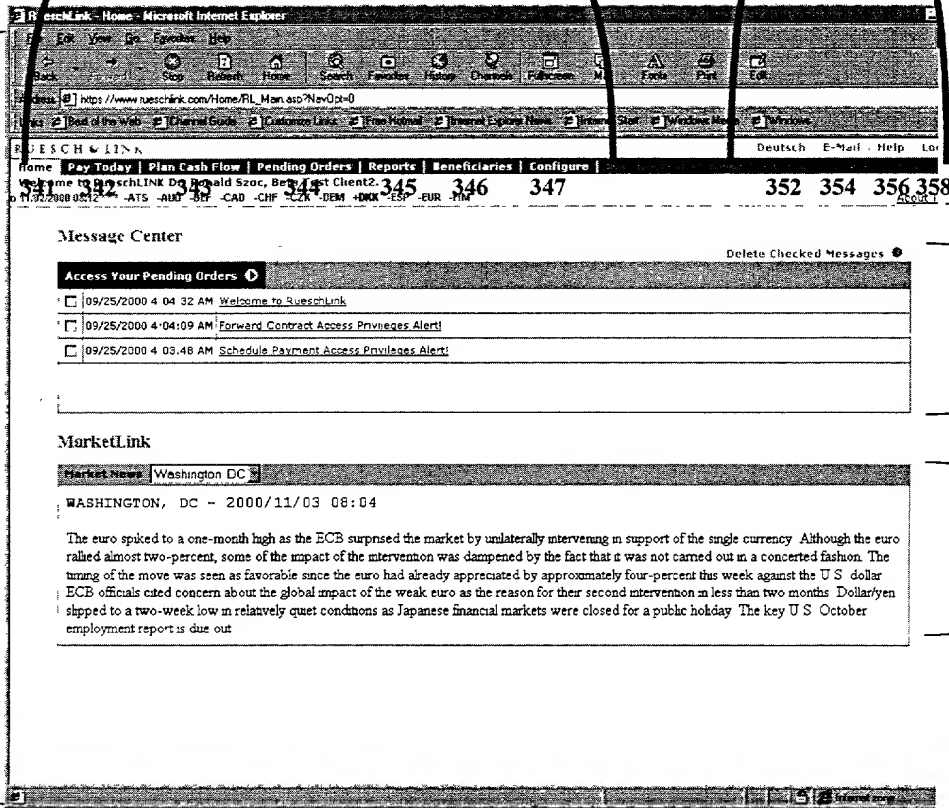 RueschLink - Home - Microsoft Internet Explorer
Edit View Go Favorites Help
Back Stop Refresh Home Search Favorites History Channels Fullscreen Fonts Print Edit
https://www.rueschlink.com/Home/RL_Main.asp?NavOpt=0
Links Best of the Web Channel Guide Customize Links Free Hotmail Internet Explorer News Internet Start Windows
RUESCHLINK Deutsch E-Mail Help
Home Pay Today Plan Cash Flow Pending Orders Reports Beneficiaries Configure
Welcome to RueschLINK Ronald Szoc, Client2.
341 342 343 344 345 346 347 352 354 356 358
-ATS -AUD -BEF -CAD -CHF -CZK -DEM +DKK -ESP -EUR
Message Center
Delete Checked Messages
Access Your Pending Orders
09/25/2000 4 04 32 AM Welcome to RueschLink
09/25/2000 4:04:09 AM Forward Contract Access Privileges Alert!
09/25/2000 4 03.48 AM Schedule Payment Access Privileges Alert!
MarketLink
Market News Washington DC
WASHINGTON, DC - 2000/11/03 08:04
The euro spiked to a one-month high as the ECB surprised the market by unilaterally intervening in support of the single currency Although the euro
rallied almost two-percent, some of the impact of the intervention was dampened by the fact that it was not carried out in a concerted fashion. The
timing of the move was seen as favorable since the euro had already appreciated by approximately four-percent this week against the U S dollar
ECB officials cited concern about the global impact of the weak euro as the reason for their second intervention in less than two months Dollar/yen
slipped to a two-week low in relatively quiet conditions as Japanese financial markets were closed for a public holiday The key U S October
employment report is due out